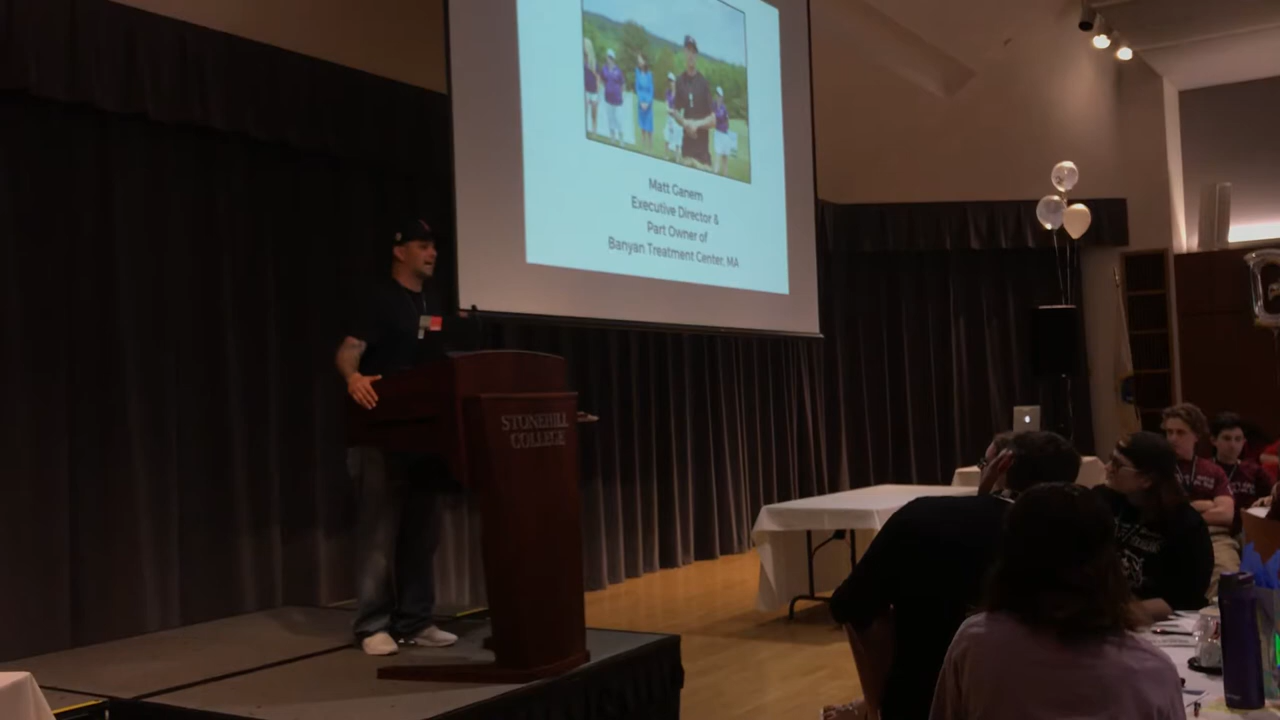 Matt Ganem
Executive Director &
Part Owner of
Banyan Treatment Center, MA
STONEHILL
COLLEGE